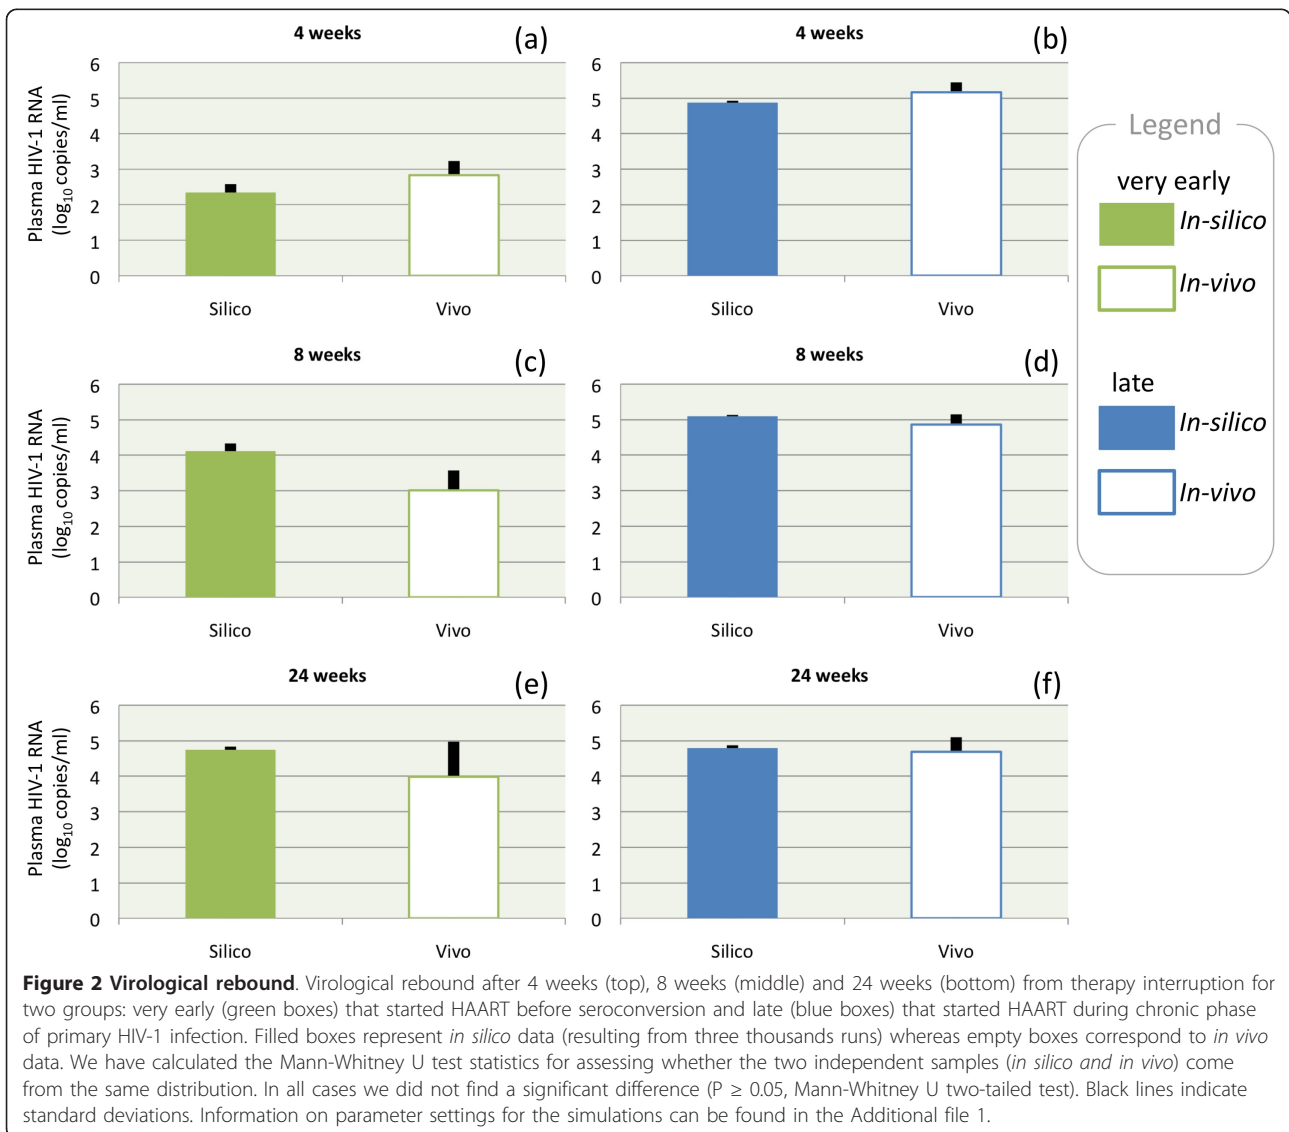 4 weeks
(a)
Plasma HIV-1 RNA
(log10 copies/ml)
6
5
4
3
2
1
0
Silico
Vivo
4 weeks
(b)
6
5
4
3
2
1
0
Silico
Vivo
Legend
very early
In-silico
In-vivo
late
In-silico
In-vivo
8 weeks
(c)
Plasma HIV-1 RNA
(log10 copies/ml)
6
5
4
3
2
1
0
Silico
Vivo
8 weeks
(d)
6
5
4
3
2
1
0
Silico
Vivo
24 weeks
(e)
Plasma HIV-1 RNA
(log10 copies/ml)
6
5
4
3
2
1
0
Silico
Vivo
24 weeks
(f)
6
5
4
3
2
1
0
Silico
Vivo
Figure 2 Virological rebound. Virological rebound after 4 weeks (top), 8 weeks (middle) and 24 weeks (bottom) from therapy interruption for
two groups: very early (green boxes) that started HAART before seroconversion and late (blue boxes) that started HAART during chronic phase
of primary HIV-1 infection. Filled boxes represent in silico data (resulting from three thousands runs) whereas empty boxes correspond to in vivo
data. We have calculated the Mann-Whitney U test statistics for assessing whether the two independent samples (in silico and in vivo) come
from the same distribution. In all cases we did not find a significant difference (P ≥ 0.05, Mann-Whitney U two-tailed test). Black lines indicate
standard deviations. Information on parameter settings for the simulations can be found in the Additional file 1.